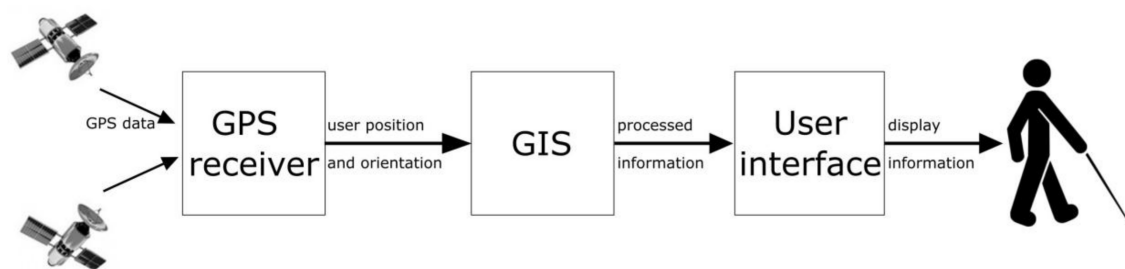 GPS data
GPS
receiver
user position
and orientation
GIS
processed
information
User
interface
display
information